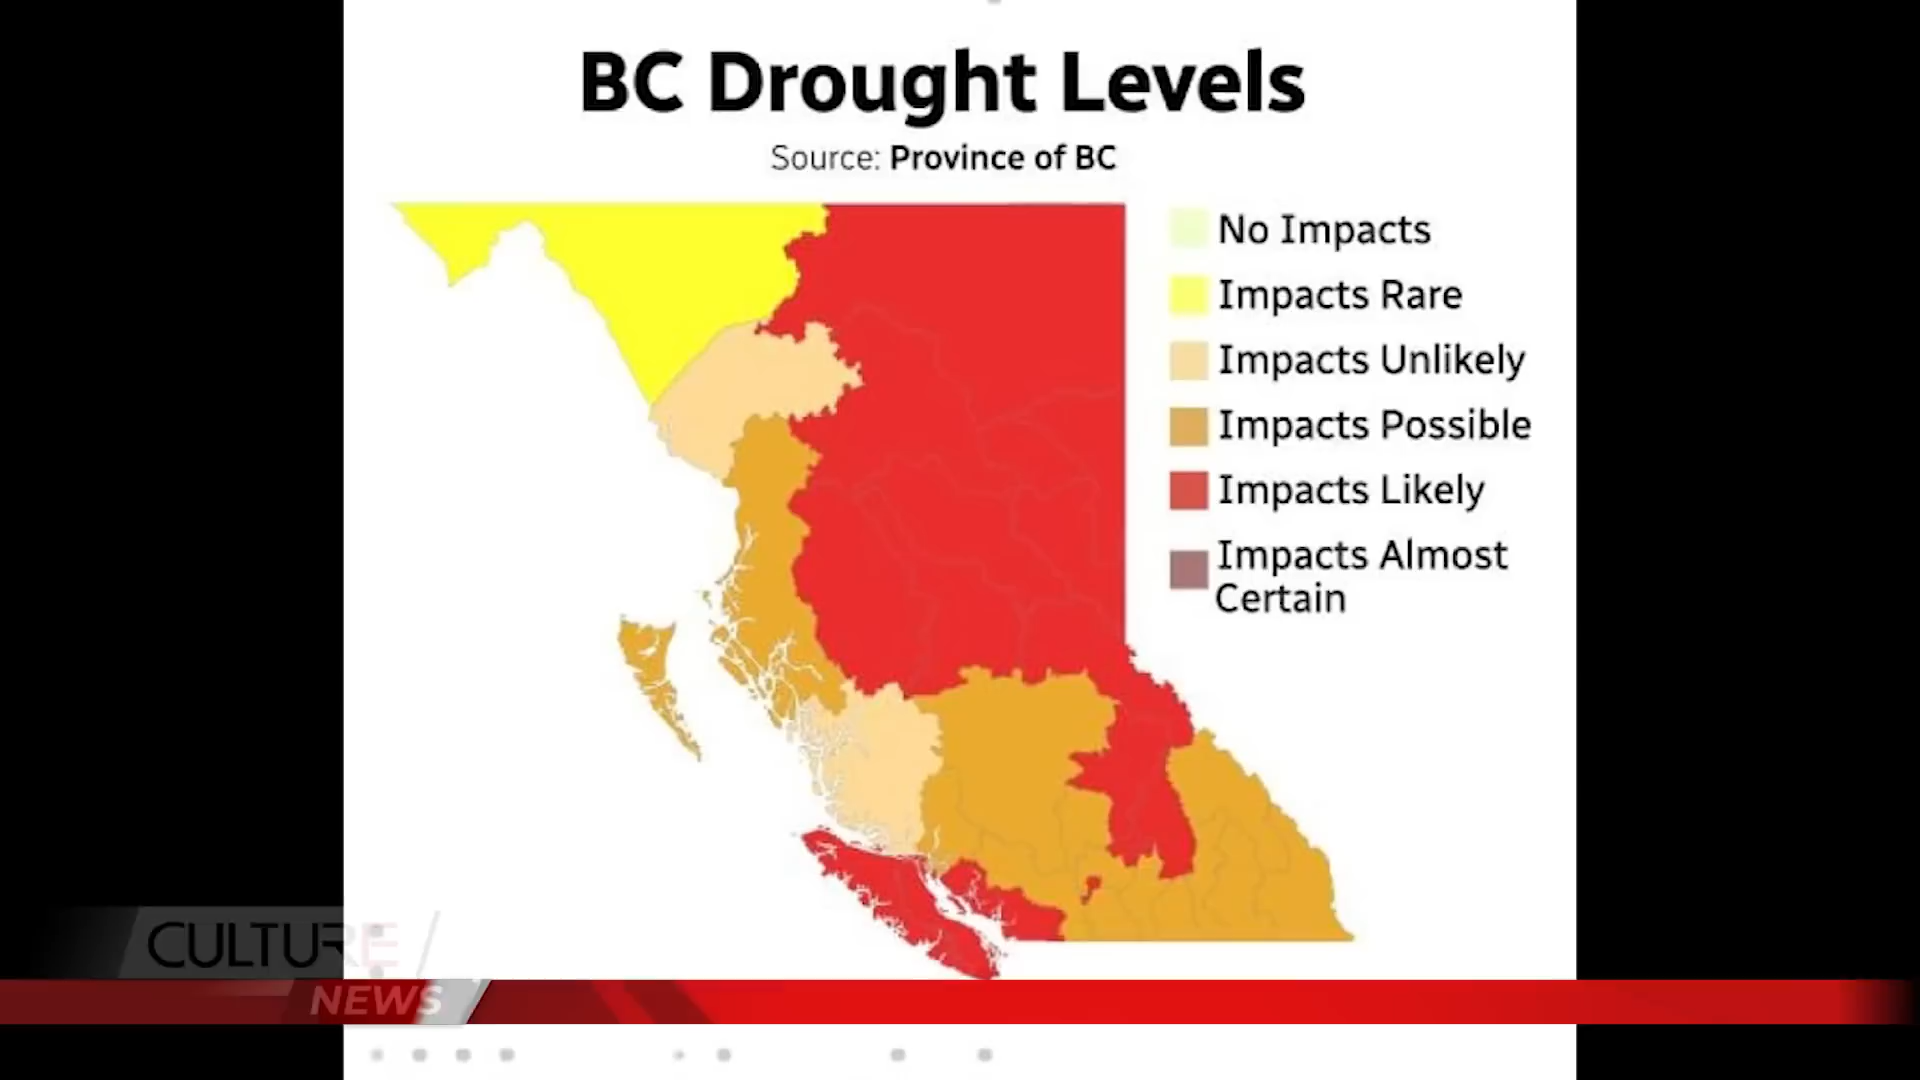 BC Drought Levels
Source: Province of BC
No Impacts
Impacts Rare
Impacts Unlikely
Impacts Possible
Impacts Likely
Impacts Almost
Certain
CULTURE
NEWS